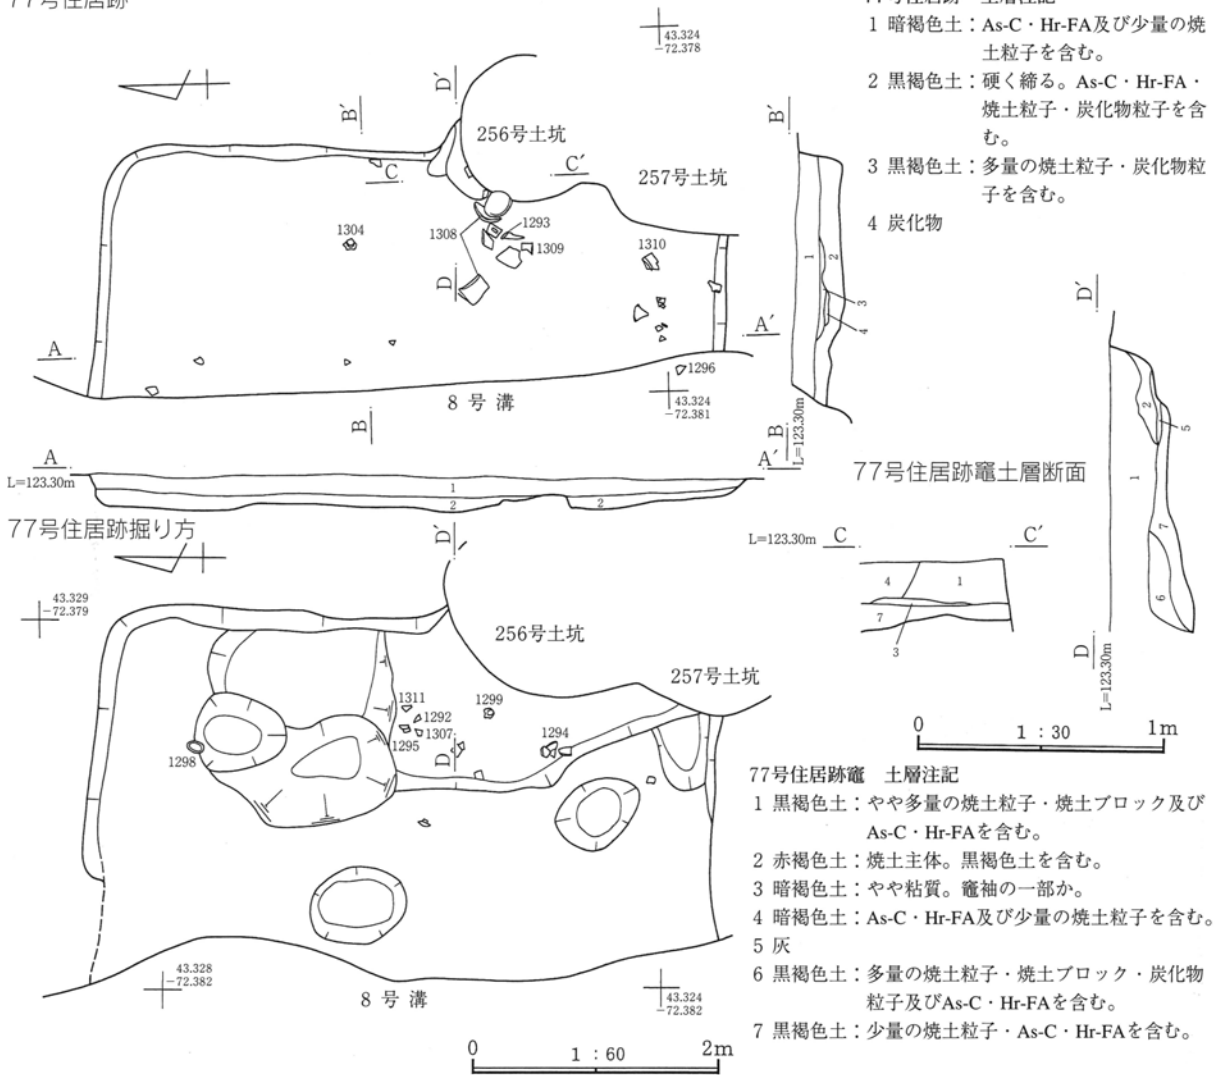 77号住居跡
43.324
-72.378
D′
B′
256号土坑
C
C′
257号土坑
1304
1308
1293
1309
1310
D
A
A′
1296
8号溝
43.324
-72.381
B
A
A′
L=123.30m
1
2
2
B′
1
2
3
4
B
L=123.30m
77号住居跡 土層注記
1 暗褐色土：As-C・Hr-FA及び少量の焼
土粒子を含む。
2 黒褐色土：硬く締る。As-C・Hr-FA・
焼土粒子・炭化物粒子を含
む。
3 黒褐色土：多量の焼土粒子・炭化物粒
子を含む。
4 炭化物
D′
2
5
1
7
6
D
L=123.30m
77号住居跡竈土層断面
L=123.30m C
C′
4
1
7
3
0 1：30 1m
77号住居跡掘り方
D′
43.329
-72.379
256号土坑
257号土坑
1311
1292
1299
1295
1307
1294
D
1298
43.328
-72.382
8号溝
43.324
-72.382
0 1：60 2m
77号住居跡竈 土層注記
1 黒褐色土：やや多量の焼土粒子・焼土ブロック及び
As-C・Hr-FAを含む。
2 赤褐色土：焼土主体。黒褐色土を含む。
3 暗褐色土：やや粘質。竈袖の一部か。
4 暗褐色土：As-C・Hr-FA及び少量の焼土粒子を含む。
5 灰
6 黒褐色土：多量の焼土粒子・焼土ブロック・炭化物
粒子及びAs-C・Hr-FAを含む。
7 黒褐色土：少量の焼土粒子・As-C・Hr-FAを含む。